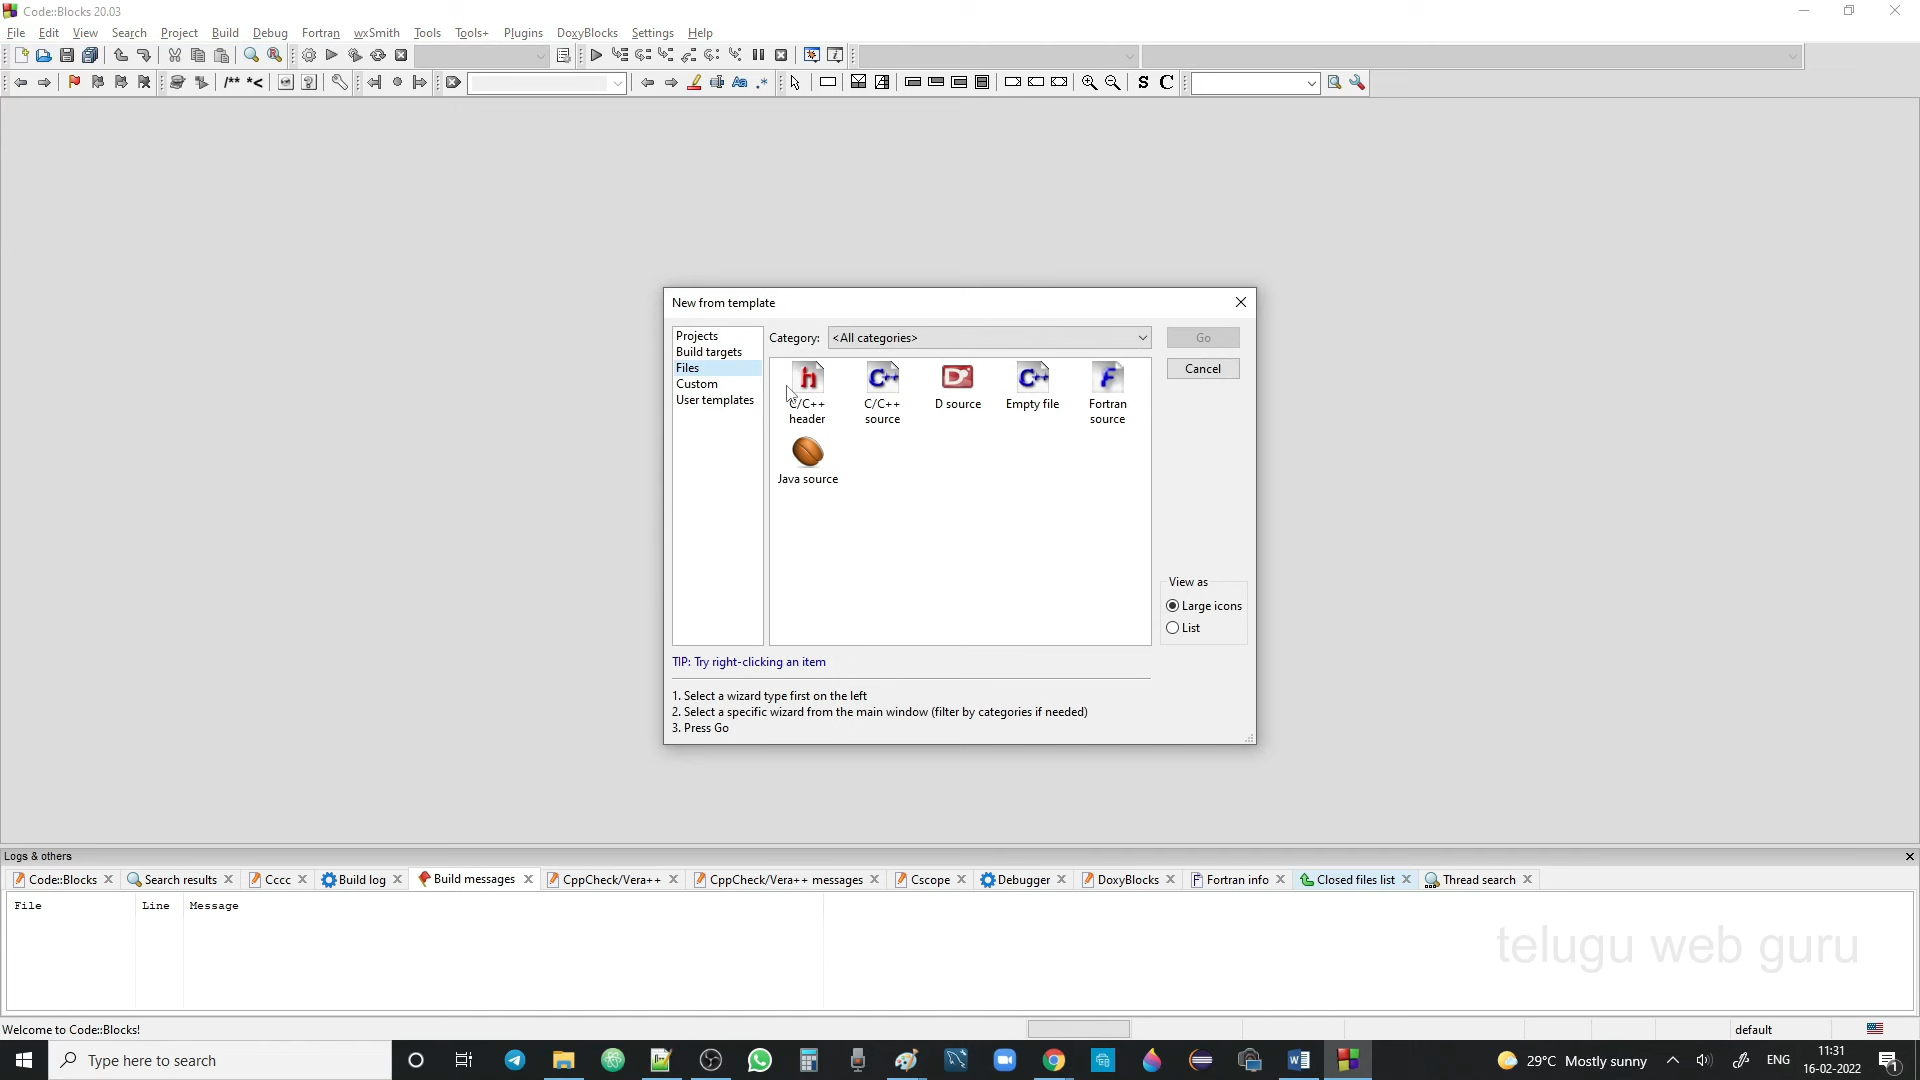 Code::Blocks 20.03
File Edit View Search Project Build Debug Fortran wxSmith Tools Tools+ Plugins DoxyBlocks Settings Help
/** *< Aa .* S C
New from template
Projects
Build targets
Files
Custom
User templates
Category: <All categories>
Go
Cancel
C/C++ header
C/C++ source
D source
Empty file
Fortran source
Java source
View as
Large icons
List
TIP: Try right-clicking an item
1. Select a wizard type first on the left
2. Select a specific wizard from the main window (filter by categories if needed)
3. Press Go
Logs & others
Code::Blocks Search results Cccc Build log Build messages CppCheck/Vera++ CppCheck/Vera++ messages Cscope Debugger DoxyBlocks Fortran info Closed files list Thread search
File Line Message
telugu web guru
Welcome to Code::Blocks! default
Type here to search 29°C Mostly sunny ENG 11:31
16-02-2022 1